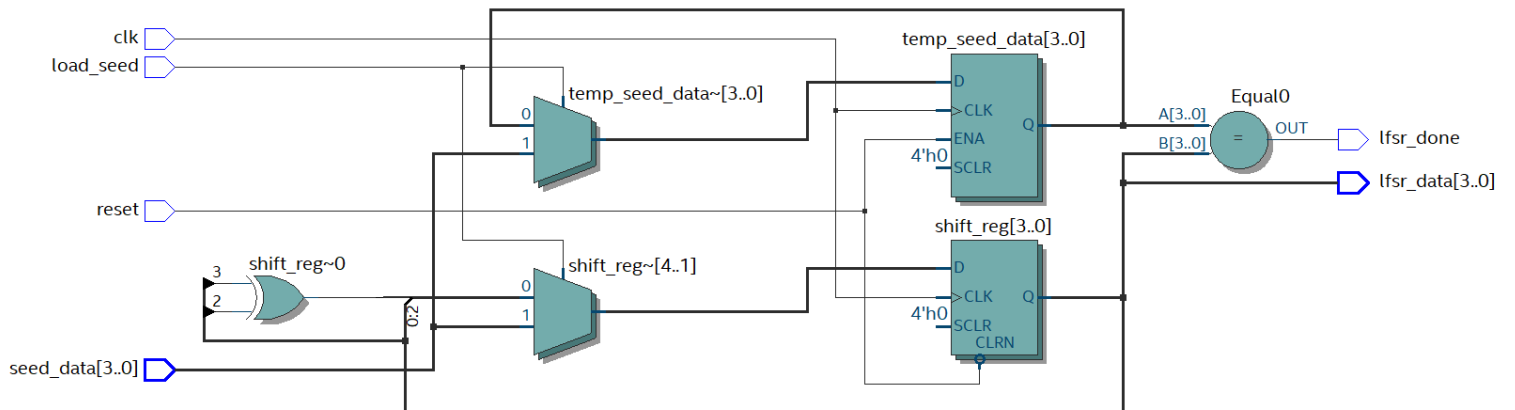 clk
load_seed
temp_seed_data~[3..0]
0
1
temp_seed_data[3..0]
D
CLK
ENA
4'h0
SCLR
Q
Equal0
A[3..0]
B[3..0]
=
OUT
lfsr_done
lfsr_data[3..0]
reset
shift_reg~0
3
2
0:2
shift_reg~[4..1]
0
1
shift_reg[3..0]
D
CLK
4'h0
SCLR
CLRN
Q
seed_data[3..0]